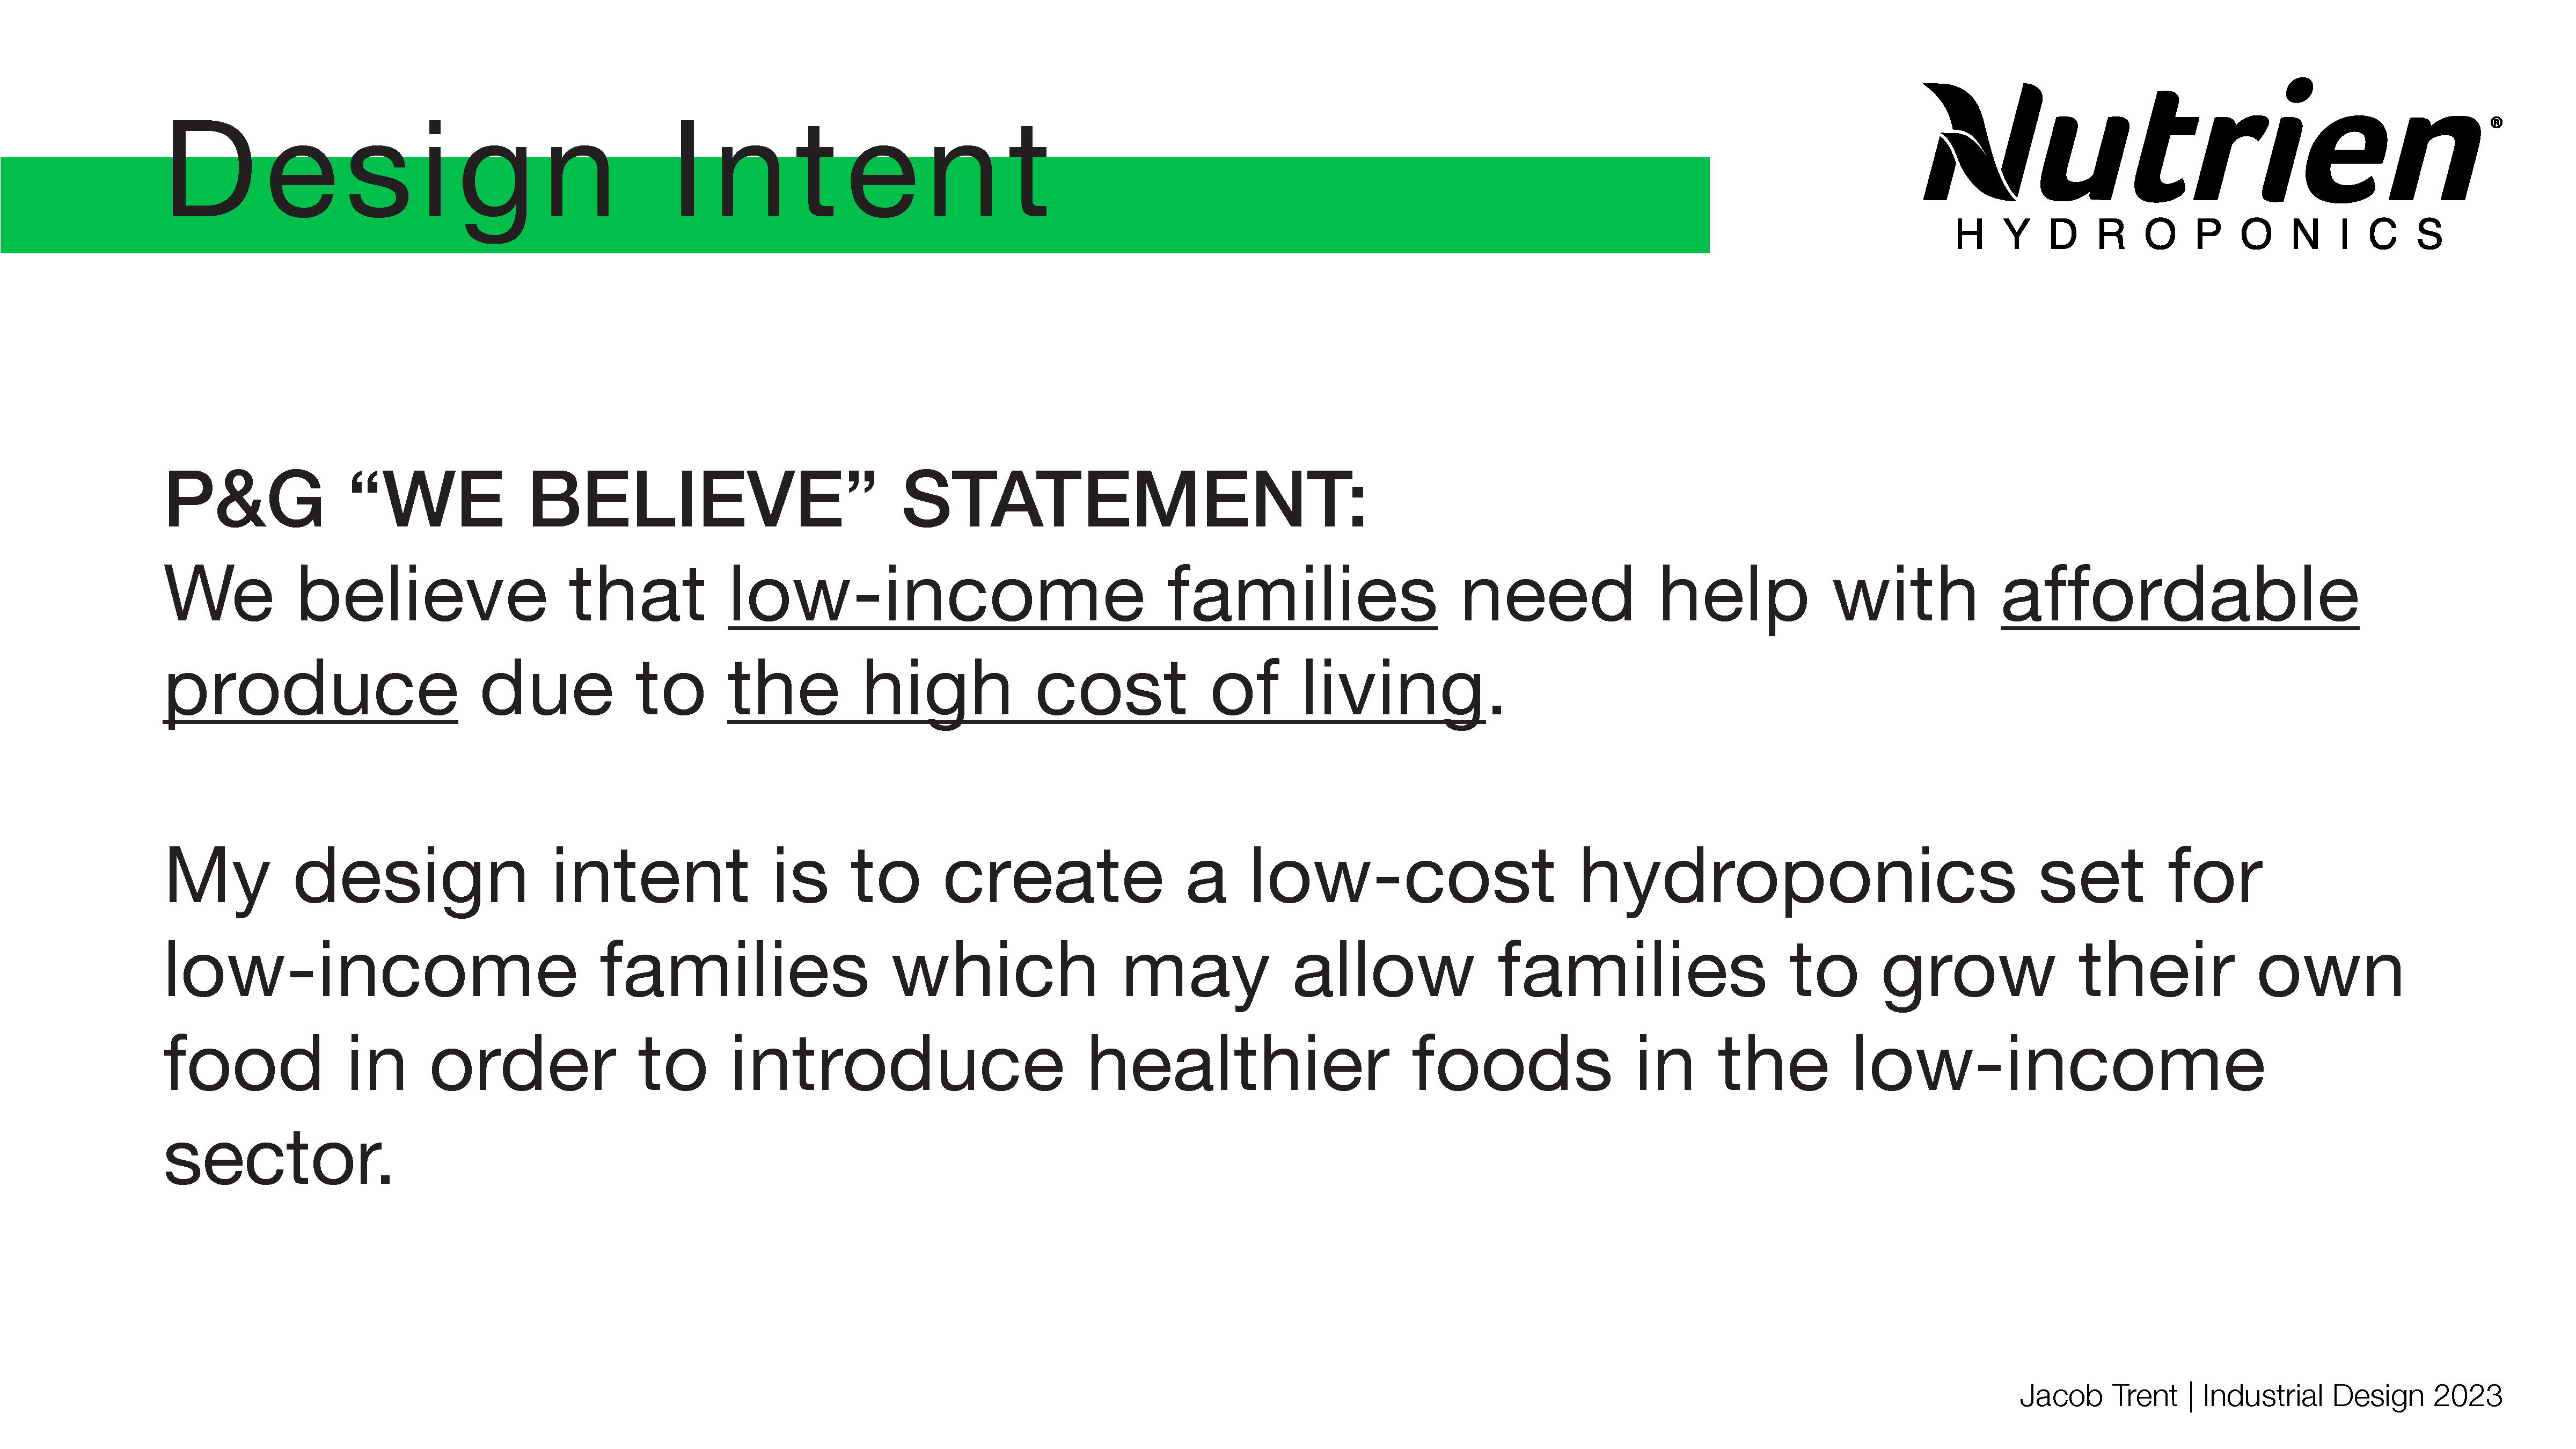 Design Intent
Nutrien®
HYDROPONICS
P&G “WE BELIEVE” STATEMENT:
We believe that low-income families need help with affordable
produce due to the high cost of living.
My design intent is to create a low-cost hydroponics set for
low-income families which may allow families to grow their own
food in order to introduce healthier foods in the low-income
sector.
Jacob Trent | Industrial Design 2023